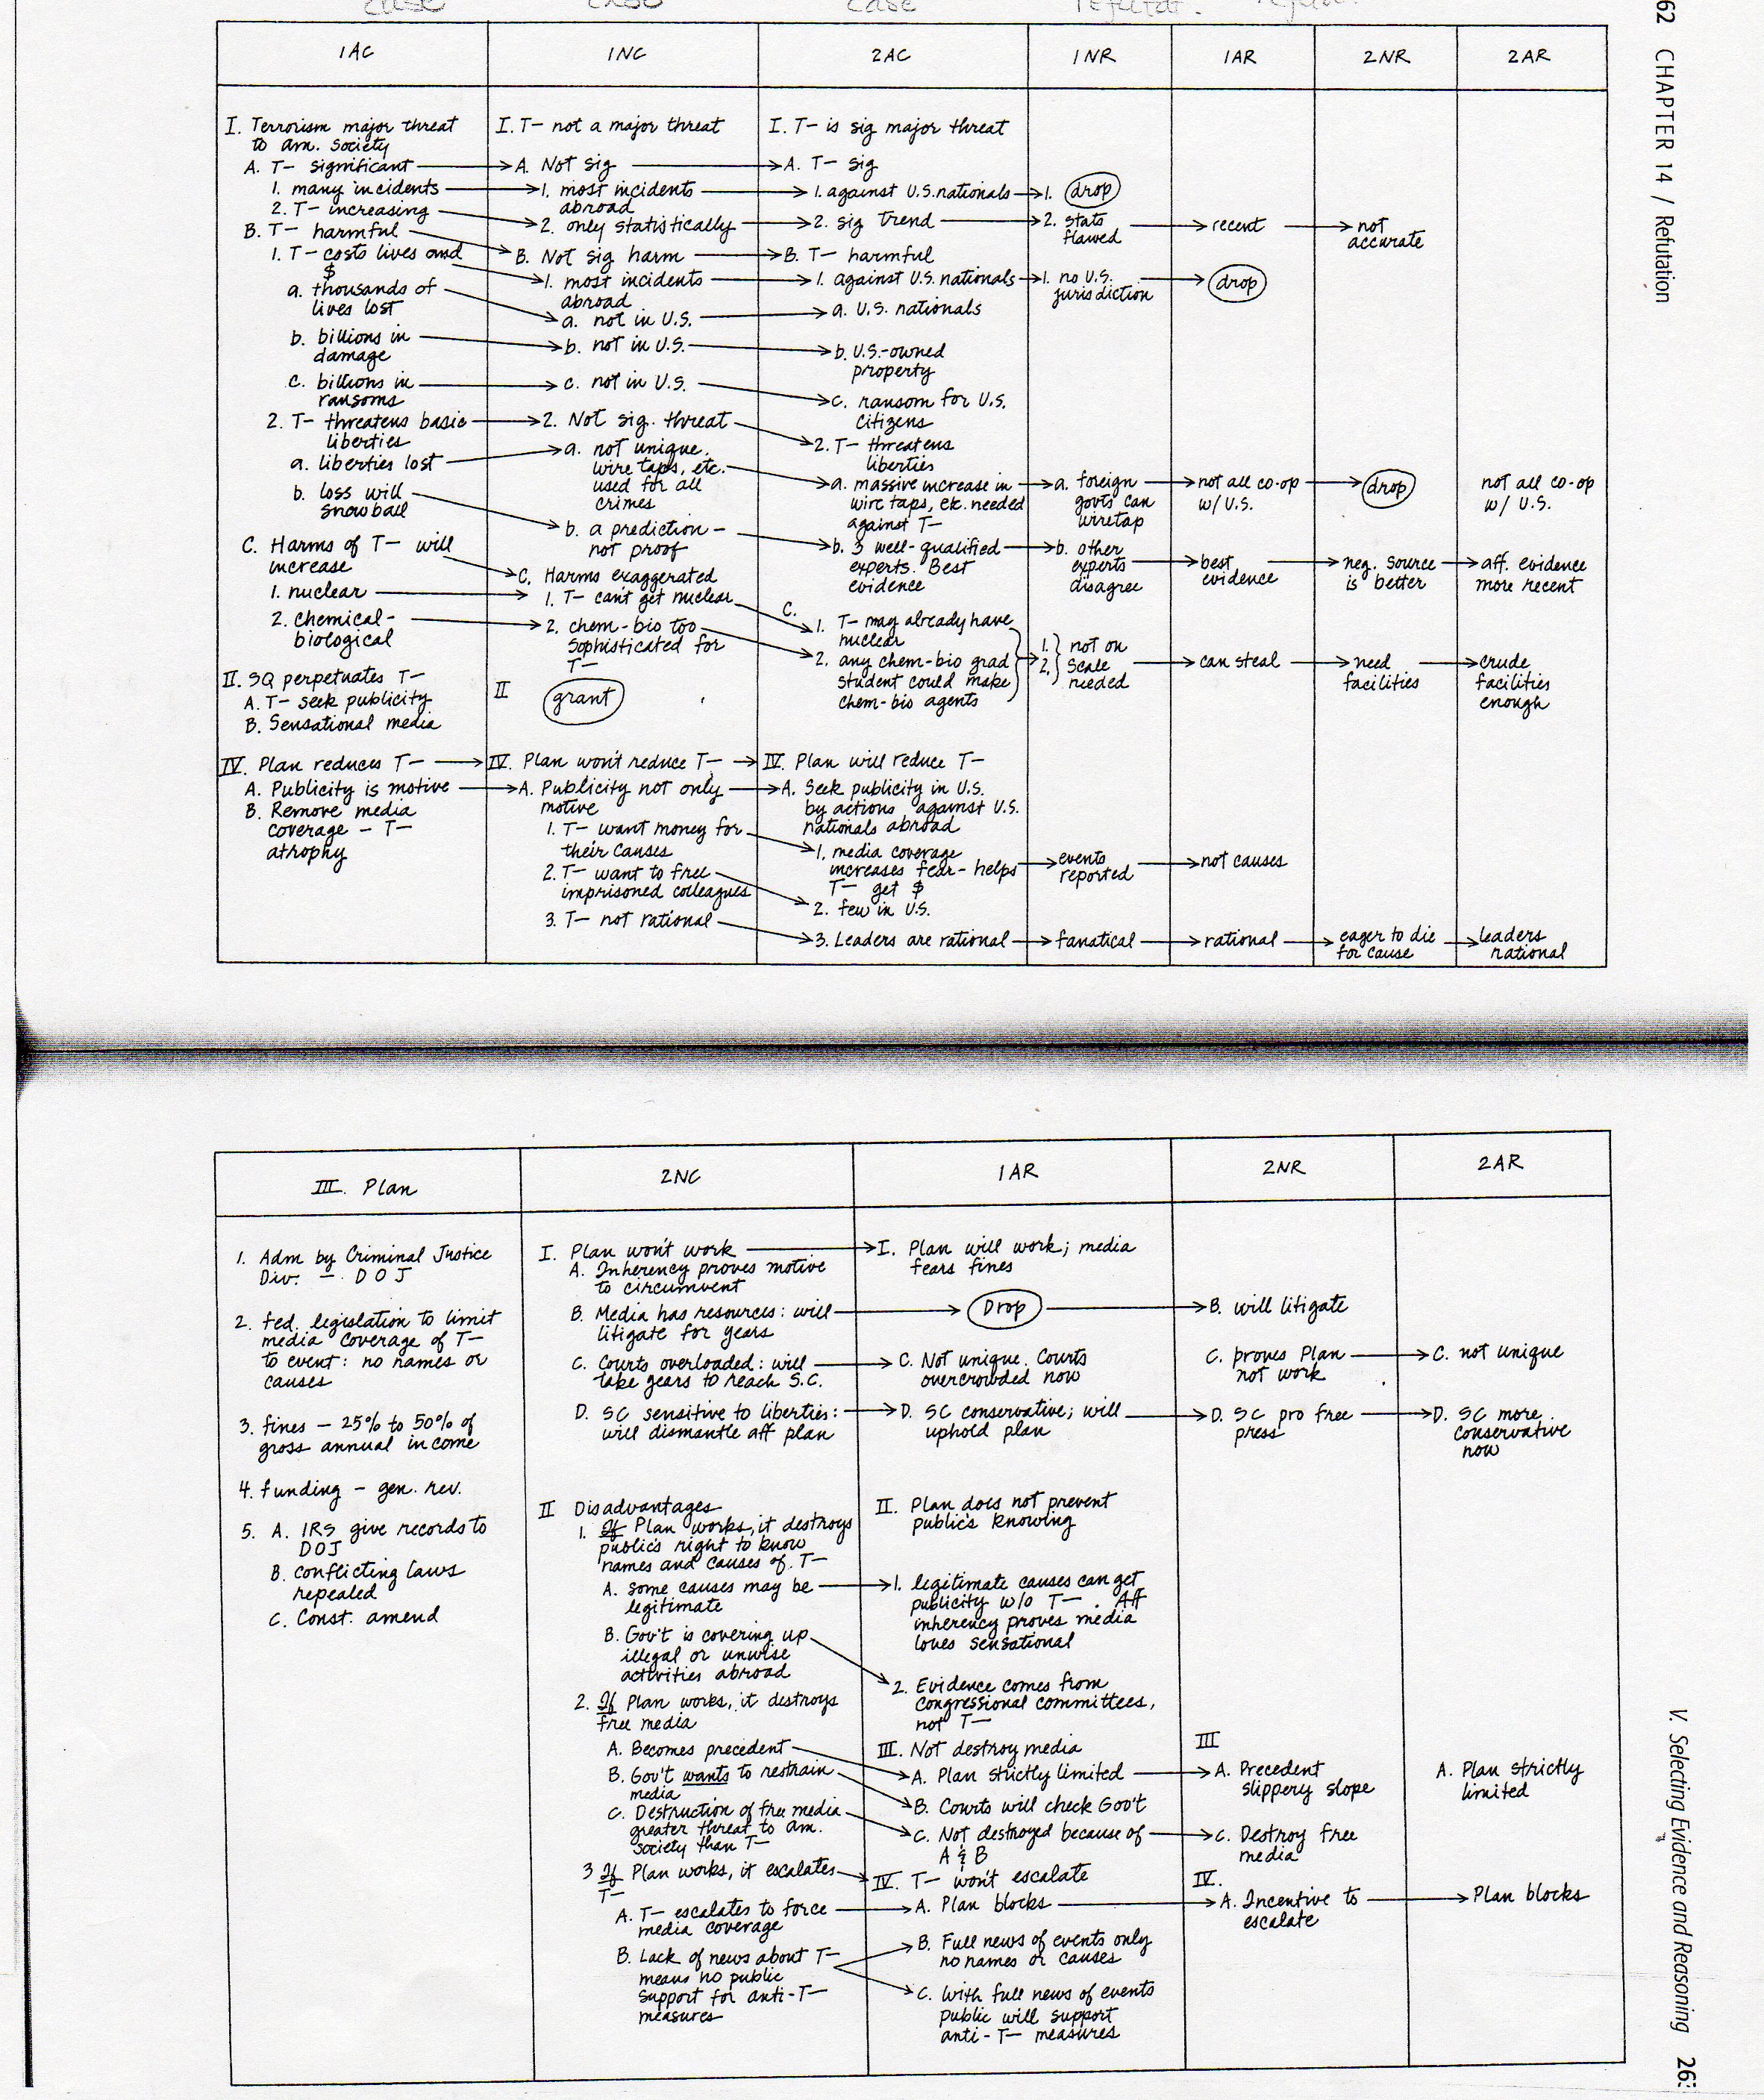 case case case refutat.
62 CHAPTER 14 / Refutation
1AC
1NC
2AC
1NR
1AR
2NR
2AR
I. Terrorism major threat
to am. society
A. T— significant
1. many incidents
2. T— increasing
B. T— harmful
1. T— costs lives and
$
a. thousands of
lives lost
b. billions in
damage
c. billions in
ransoms
2. T— threatens basic
liberties
a. liberties lost
b. loss will
snowball
C. Harms of T— will
increase
1. nuclear
2. chemical-
biological
II. SQ perpetuates T—
A. T— seek publicity
B. Sensational media
IV. Plan reduces T—
A. Publicity is motive
B. Remove media
coverage — T—
atrophy
I. T— not a major threat
A. Not sig
1. most incidents
abroad
2. only statistically
B. Not sig harm
1. most incidents
abroad
a. not in U.S.
b. not in U.S.
c. not in U.S.
2. Not sig. threat
a. not unique.
wire taps, etc.
used for all
crimes
b. a prediction —
not proof
C. Harms exaggerated
1. T— can't get nuclear
2. chem-bio too
sophisticated for
T—
II
grant
IV. Plan won't reduce T—
A. Publicity not only
motive
1. T— want money for
their causes
2. T— want to free
imprisoned colleagues
3. T— not rational
I. T— is sig major threat
A. T— sig
1. against U.S. nationals
2. sig trend
B. T— harmful
1. against U.S. nationals
a. U.S. nationals
b. U.S.-owned
property
c. ransom for U.S.
citizens
2. T— threatens
liberties
a. massive increase in
wire taps, etc. needed
against T—
b. 3 well-qualified
experts. Best
evidence
C.
1. T— may already have
nuclear
2. any chem-bio grad
student could make
chem-bio agents
IV. Plan will reduce T—
A. Seek publicity in U.S.
by actions against U.S.
nationals abroad
1. media coverage
increases fear — helps
T— get $
2. few in U.S.
3. Leaders are rational
1. drop
2. stats
flawed
1. no U.S.
jurisdiction
a. foreign
gov'ts can
wiretap
b. other
experts
disagree
1. not on
2. scale
needed
events
reported
fanatical
recent
drop
not all co-op
w/ U.S.
best
evidence
can steal
not causes
rational
not
accurate
drop
neg. source
is better
need
facilities
eager to die
for cause
not all co-op
w/ U.S.
aff. evidence
more recent
crude
facilities
enough
leaders
rational
III. Plan
2NC
1AR
2NR
2AR
1. Adm by Criminal Justice
Div. — DOJ
2. Fed. legislation to limit
media coverage of T—
to event: no names or
causes
3. fines — 25% to 50% of
gross annual income
4. funding — gen. rev.
5. A. IRS give records to
DOJ
B. conflicting laws
repealed
C. Const. amend
I. Plan won't work
A. Inherency proves motive
to circumvent
B. Media has resources: will
litigate for years
C. Courts overloaded: will
take years to reach S.C.
D. SC sensitive to liberties:
will dismantle aff plan
II Disadvantages
1. If Plan works, it destroys
public's right to know
names and causes of T—
A. some causes may be
legitimate
B. Gov't is covering up
illegal or unwise
activities abroad
2. If Plan works, it destroys
free media
A. Becomes precedent
B. Gov't wants to restrain
media
C. Destruction of free media
greater threat to am.
society than T—
3 If Plan works, it escalates
T—
A. T— escalates to force
media coverage
B. Lack of news about T—
means no public
support for anti-T—
measures
I. Plan will work; media
fears fines
Drop
C. Not unique. Courts
overcrowded now
D. SC conservative; will
uphold plan
II. Plan does not prevent
public's knowing
1. legitimate causes can get
publicity w/o T—. Aff
inherency proves media
loves sensational
2. Evidence comes from
congressional committees,
not T—
III. Not destroy media
A. Plan strictly limited
B. Courts will check Gov't
C. Not destroyed because of
A & B
IV. T— won't escalate
A. Plan blocks
B. Full news of events only
no names or causes
C. With full news of events
public will support
anti-T— measures
B. will litigate
C. proves Plan
not work
D. SC pro free
press
III
A. Precedent
slippery slope
C. Destroy free
media
IV.
A. Incentive to
escalate
C. not unique
D. SC more
conservative
now
A. Plan strictly
limited
Plan blocks
V. Selecting Evidence and Reasoning 26